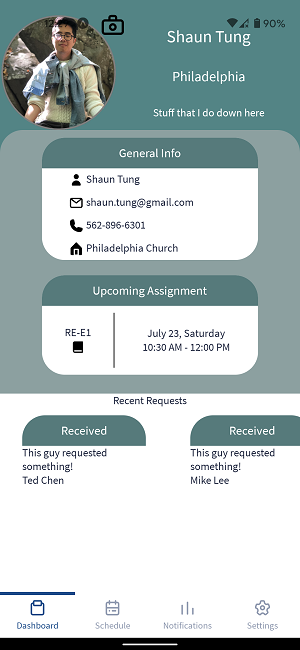 90%
Shaun Tung
Philadelphia
Stuff that I do down here
General Info
Shaun Tung
shaun.tung@gmail.com
562-896-6301
Philadelphia Church
Upcoming Assignment
RE-E1
July 23, Saturday
10:30 AM - 12:00 PM
Recent Requests
Received
Received
This guy requested
something!
Ted Chen
This guy requested
something!
Mike Lee
Dashboard
Schedule
Notifications
Settings